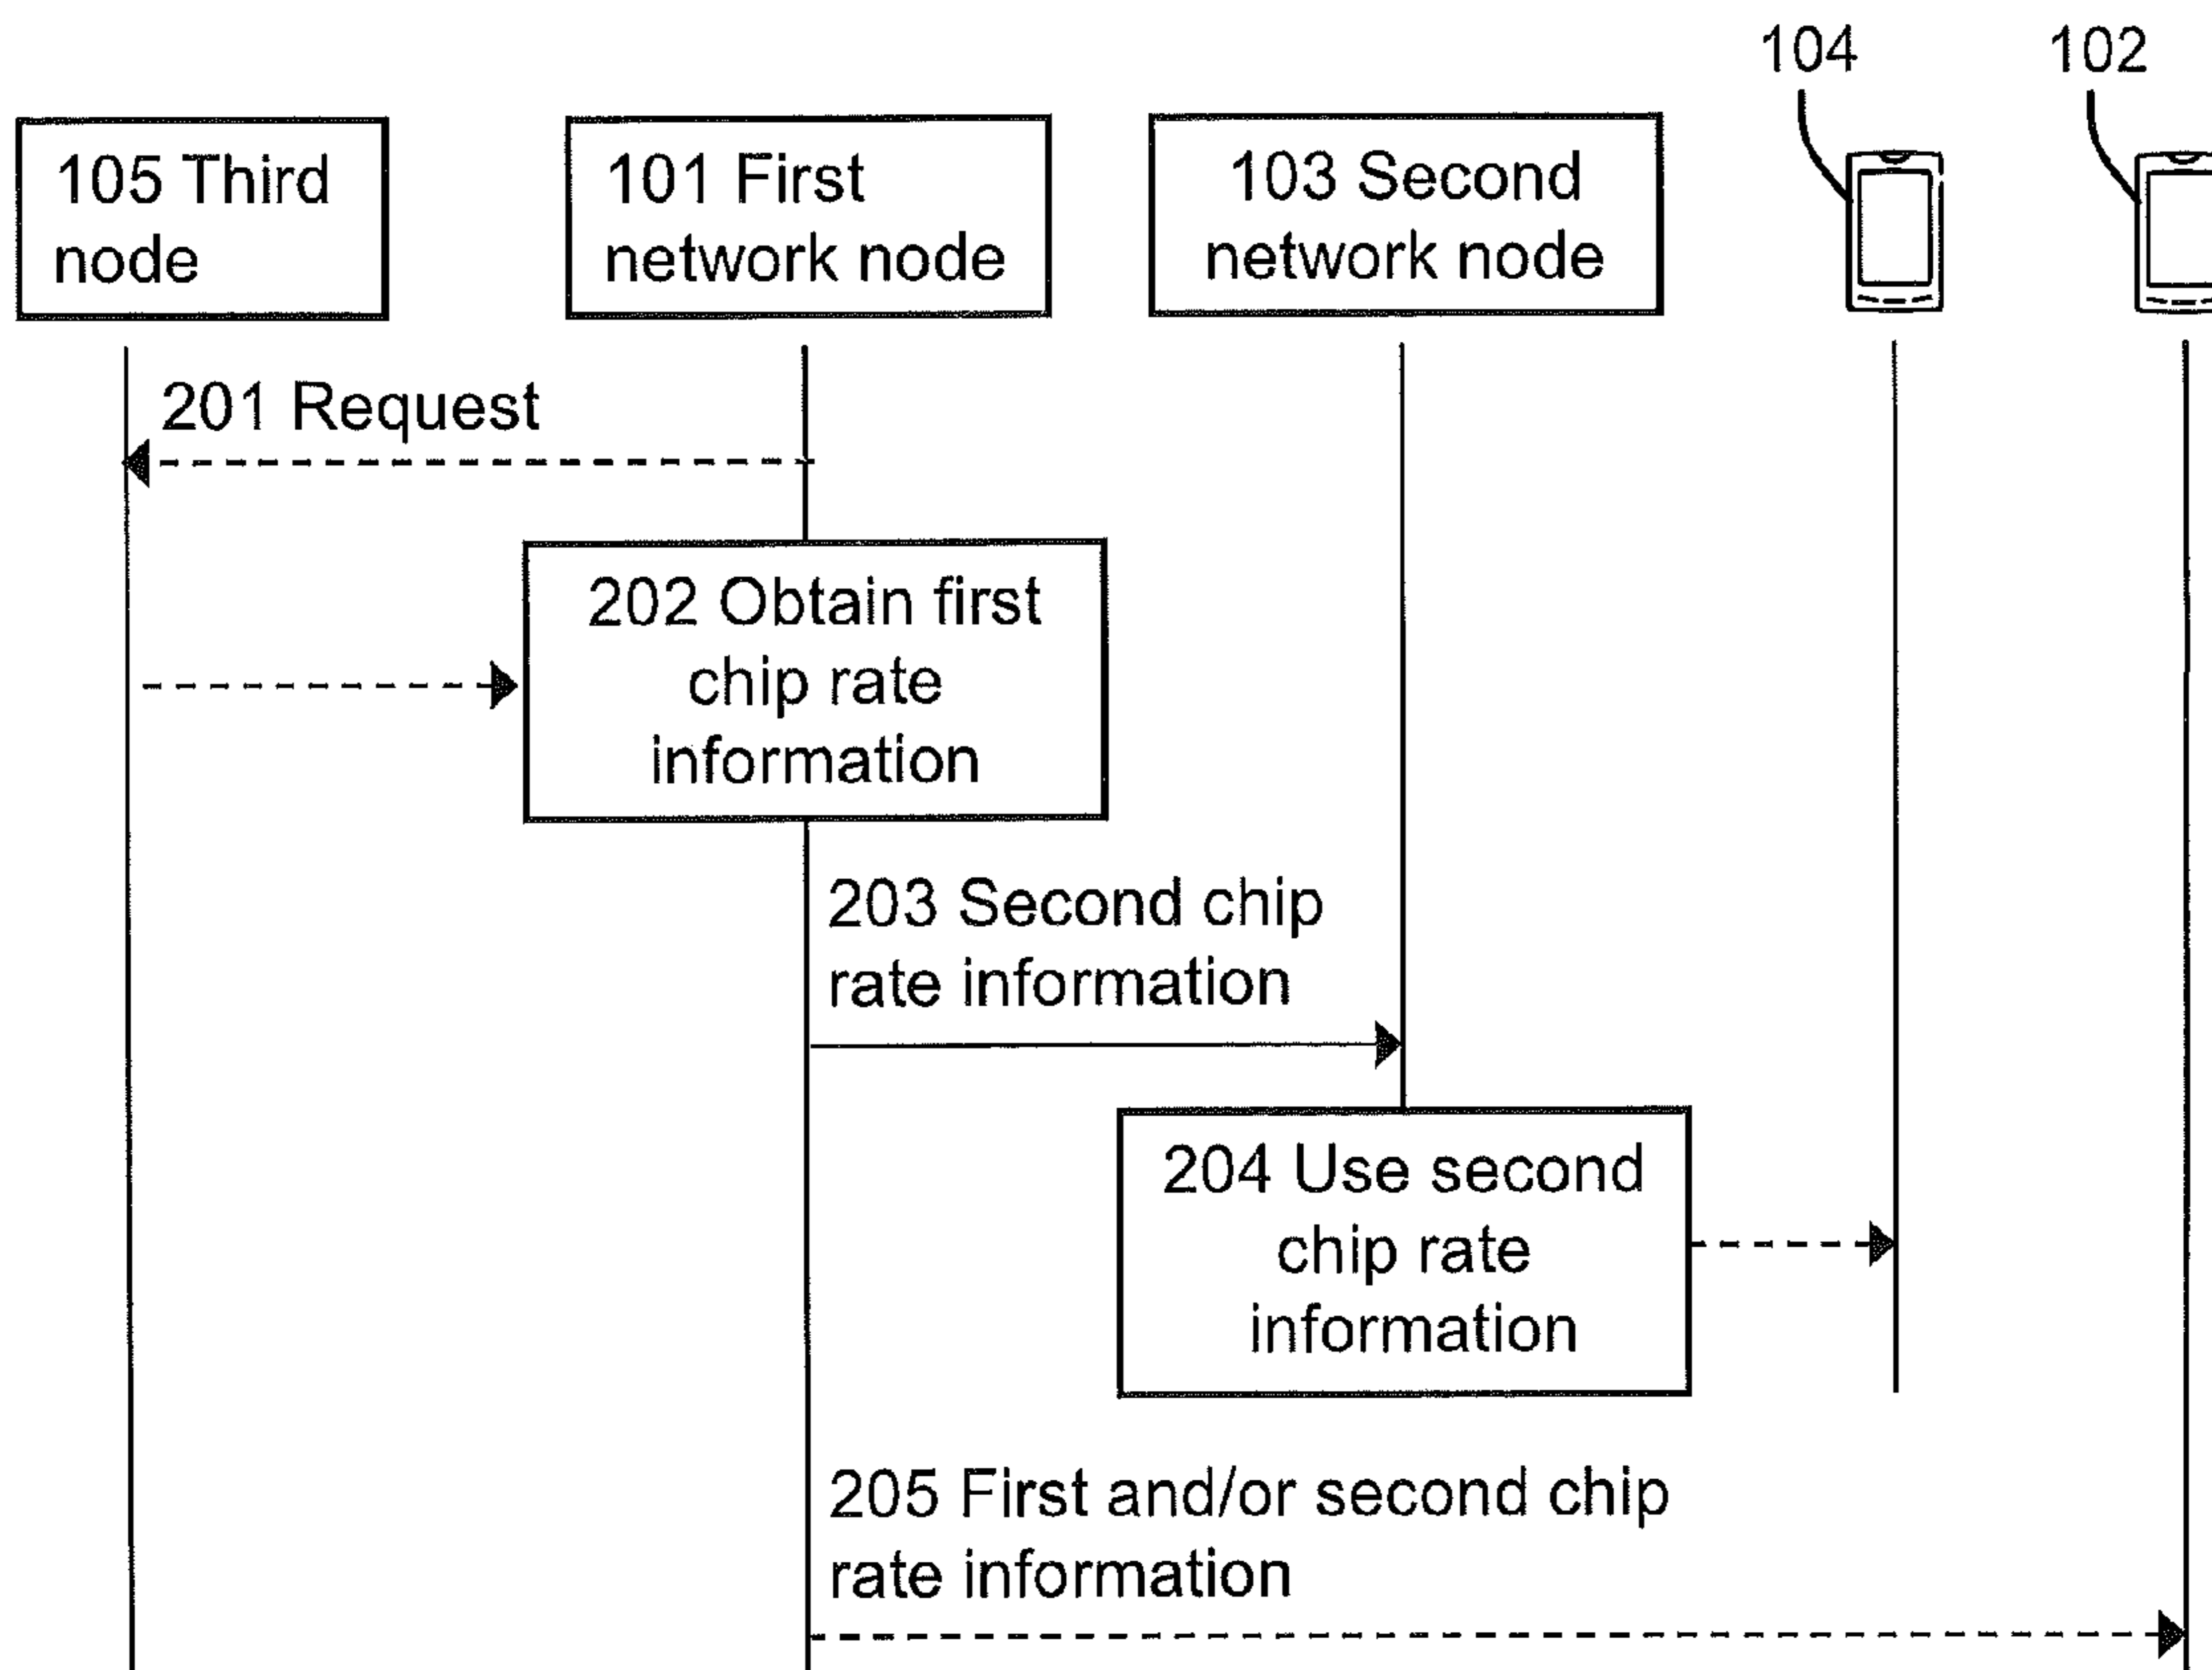 104
102
105 Third
node
101 First
network node
103 Second
network node
201 Request
202 Obtain first
chip rate
information
203 Second chip
rate information
204 Use second
chip rate
information
205 First and/or second chip
rate information